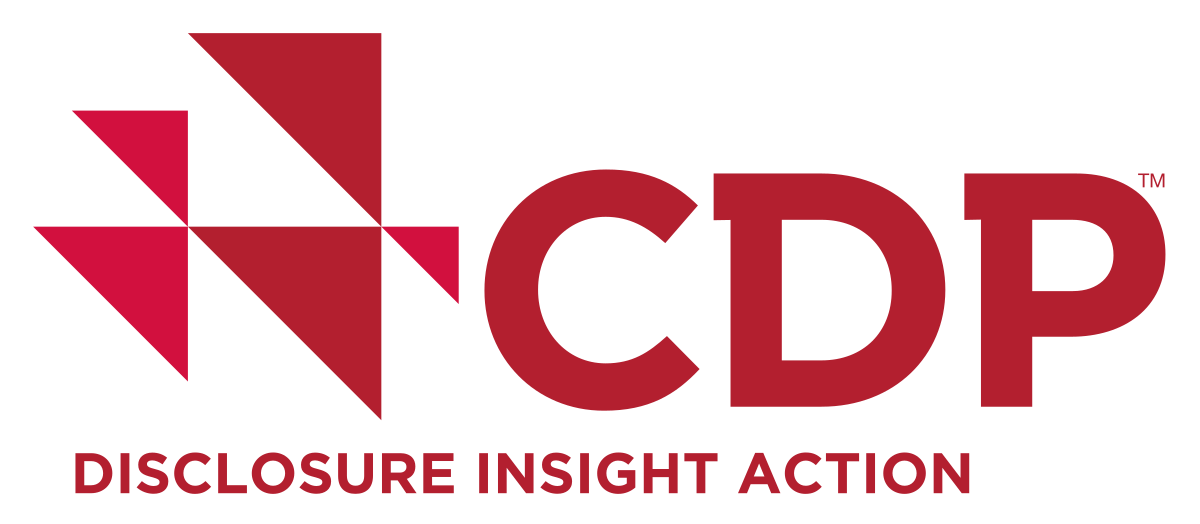 CDP™
DISCLOSURE INSIGHT ACTION